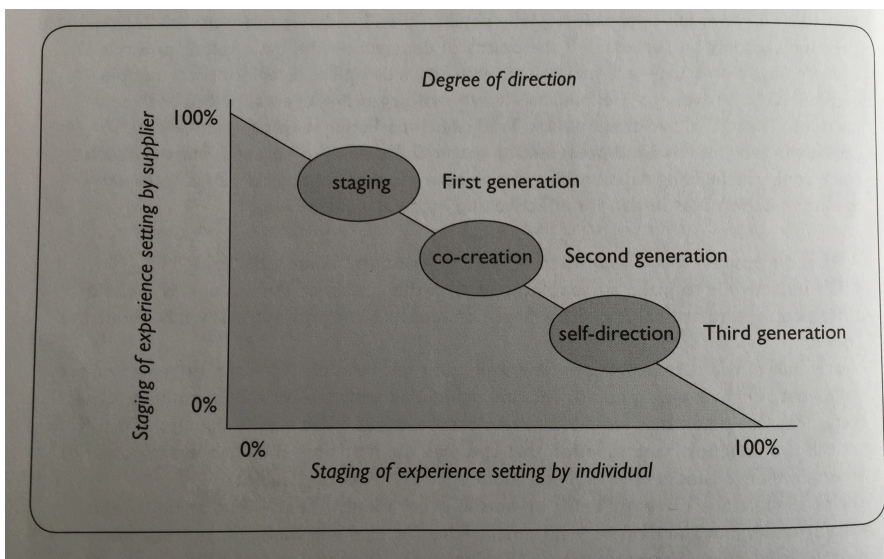 Degree of direction
Staging of experience setting by supplier
100%
staging First generation
co-creation Second generation
self-direction Third generation
0%
0% 100%
Staging of experience setting by individual